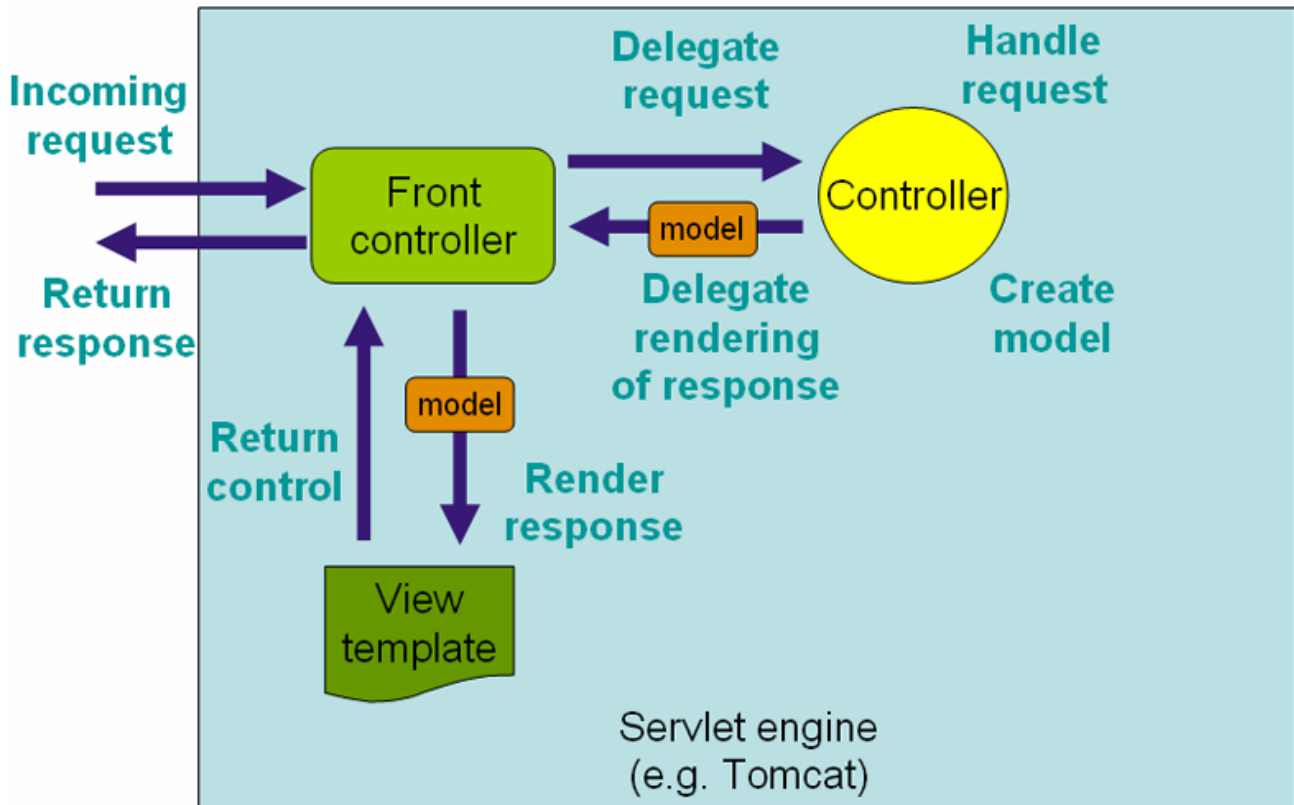 Incoming
request
Return
response
Front
controller
Delegate
request
Handle
request
Controller
model
Delegate
rendering
of response
Create
model
model
Return
control
Render
response
View
template
Servlet engine
(e.g. Tomcat)